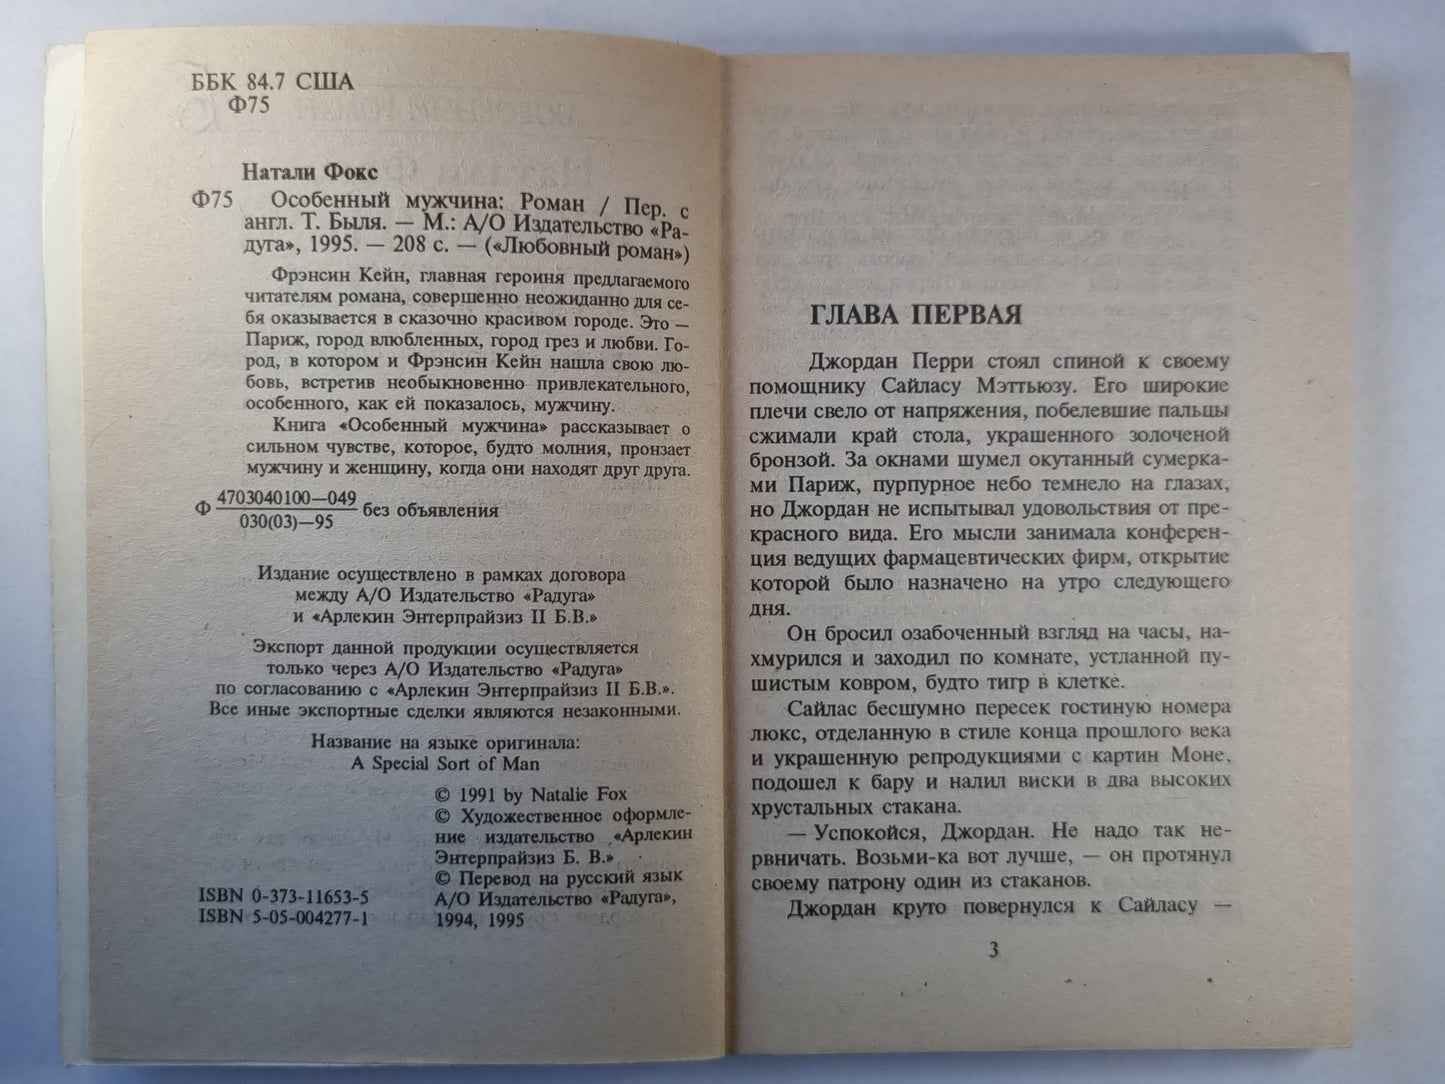 ББК 84.7 США
Ф75
Натали Фокс
Ф75 Особенный мужчина: Роман / Пер. с
англ. Т. Быля. — М.: А/О Издательство «Ра-
дуга», 1995. — 208 с. — («Любовный роман»)
Фрэнсин Кейн, главная героиня предлагаемого
читателям романа, совершенно неожиданно для се-
бя оказывается в сказочно красивом городе. Это —
Париж, город влюбленных, город грез и любви. Го-
род, в котором и Фрэнсин Кейн нашла свою лю-
бовь, встретив необыкновенно привлекательного,
особенного, как ей показалось, мужчину.
Книга «Особенный мужчина» рассказывает о
сильном чувстве, которое, будто молния, пронзает
мужчину и женщину, когда они находят друг друга.
Ф 4703040100—049
030(03)—95 без объявления
Издание осуществлено в рамках договора
между А/О Издательство «Радуга»
и «Арлекин Энтерпрайзиз II Б.В.»
Экспорт данной продукции осуществляется
только через А/О Издательство «Радуга»
по согласованию с «Арлекин Энтерпрайзиз II Б.В.».
Все иные экспортные сделки являются незаконными.
Название на языке оригинала:
A Special Sort of Man
© 1991 by Natalie Fox
© Художественное оформле-
ние издательство «Арлекин
Энтерпрайзиз Б. В.»
© Перевод на русский язык
А/О Издательство «Радуга»,
1994, 1995
ISBN 0-373-11653-5
ISBN 5-05-004277-1
ГЛАВА ПЕРВАЯ
Джордан Перри стоял спиной к своему
помощнику Сайласу Мэттьюзу. Его широкие
плечи свело от напряжения, побелевшие пальцы
сжимали край стола, украшенного золоченой
бронзой. За окнами шумел окутанный сумерка-
ми Париж, пурпурное небо темнело на глазах,
но Джордан не испытывал удовольствия от пре-
красного вида. Его мысли занимала конферен-
ция ведущих фармацевтических фирм, открытие
которой было назначено на утро следующего
дня.
Он бросил озабоченный взгляд на часы, на-
хмурился и заходил по комнате, устланной пу-
шистым ковром, будто тигр в клетке.
Сайлас бесшумно пересек гостиную номера
люкс, отделанную в стиле конца прошлого века
и украшенную репродукциями с картин Моне,
подошел к бару и налил виски в два высоких
хрустальных стакана.
— Успокойся, Джордан. Не надо так не-
рвничать. Возьми-ка вот лучше, — он протянул
своему патрону один из стаканов.
Джордан круто повернулся к Сайласу —
3